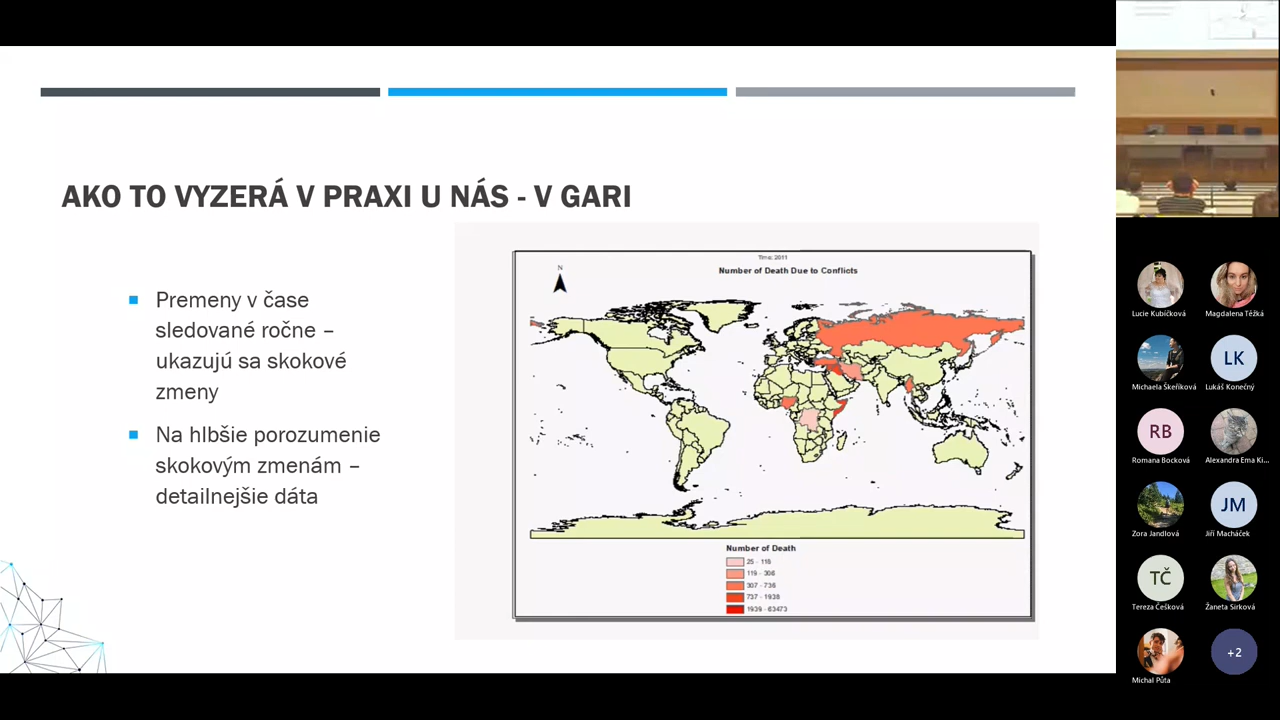 AKO TO VYZERÁ V PRAXI U NÁS - V GARI
Premeny v čase
sledované ročne –
ukazujú sa skokové
zmeny
Na hlbšie porozumenie
skokovým zmenám –
detailnejšie dáta
Time: 2011
Number of Death Due to Conflicts
N
Number of Death
25 - 118
119 - 306
307 - 736
737 - 1938
1939 - 63473
Lucie Kubíčková
Magdalena Těžká
Michaela Škeříková
LK
Lukáš Konečný
RB
Romana Bocková
Alexandra Ema Ki...
Zora Jandlová
JM
Jiří Macháček
TČ
Tereza Češková
Žaneta Sirková
Michal Půta
+2